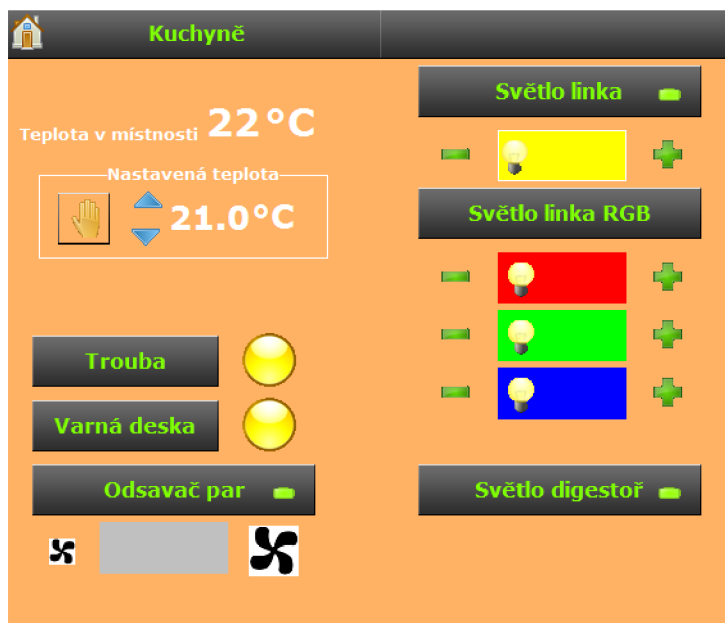 Kuchyně
Teplota v místnosti 22°C
Nastavená teplota
21.0°C
Trouba
Varná deska
Odsavač par
Světlo linka
Světlo linka RGB
Světlo digestoř